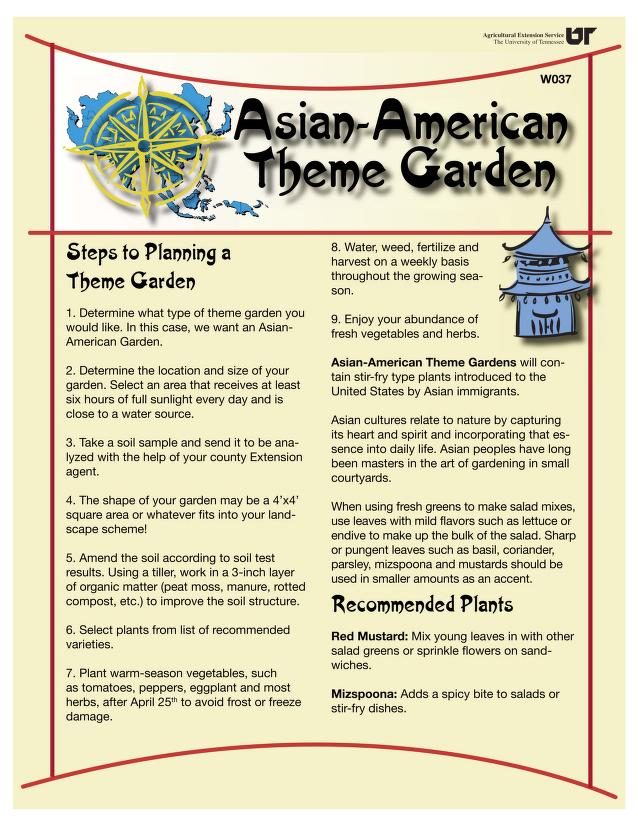 Agricultural Extension Service
The University of Tennessee
UT
W037
Asian-American
Theme Garden
Steps to Planning a
Theme Garden
1. Determine what type of theme garden you
would like. In this case, we want an Asian-
American Garden.
2. Determine the location and size of your
garden. Select an area that receives at least
six hours of full sunlight every day and is
close to a water source.
3. Take a soil sample and send it to be ana-
lyzed with the help of your county Extension
agent.
4. The shape of your garden may be a 4’x4’
square area or whatever fits into your land-
scape scheme!
5. Amend the soil according to soil test
results. Using a tiller, work in a 3-inch layer
of organic matter (peat moss, manure, rotted
compost, etc.) to improve the soil structure.
6. Select plants from list of recommended
varieties.
7. Plant warm-season vegetables, such
as tomatoes, peppers, eggplant and most
herbs, after April 25th to avoid frost or freeze
damage.
8. Water, weed, fertilize and
harvest on a weekly basis
throughout the growing sea-
son.
9. Enjoy your abundance of
fresh vegetables and herbs.
Asian-American Theme Gardens will con-
tain stir-fry type plants introduced to the
United States by Asian immigrants.
Asian cultures relate to nature by capturing
its heart and spirit and incorporating that es-
sence into daily life. Asian peoples have long
been masters in the art of gardening in small
courtyards.
When using fresh greens to make salad mixes,
use leaves with mild flavors such as lettuce or
endive to make up the bulk of the salad. Sharp
or pungent leaves such as basil, coriander,
parsley, mizspoona and mustards should be
used in smaller amounts as an accent.
Recommended Plants
Red Mustard: Mix young leaves in with other
salad greens or sprinkle flowers on sand-
wiches.
Mizspoona: Adds a spicy bite to salads or
stir-fry dishes.